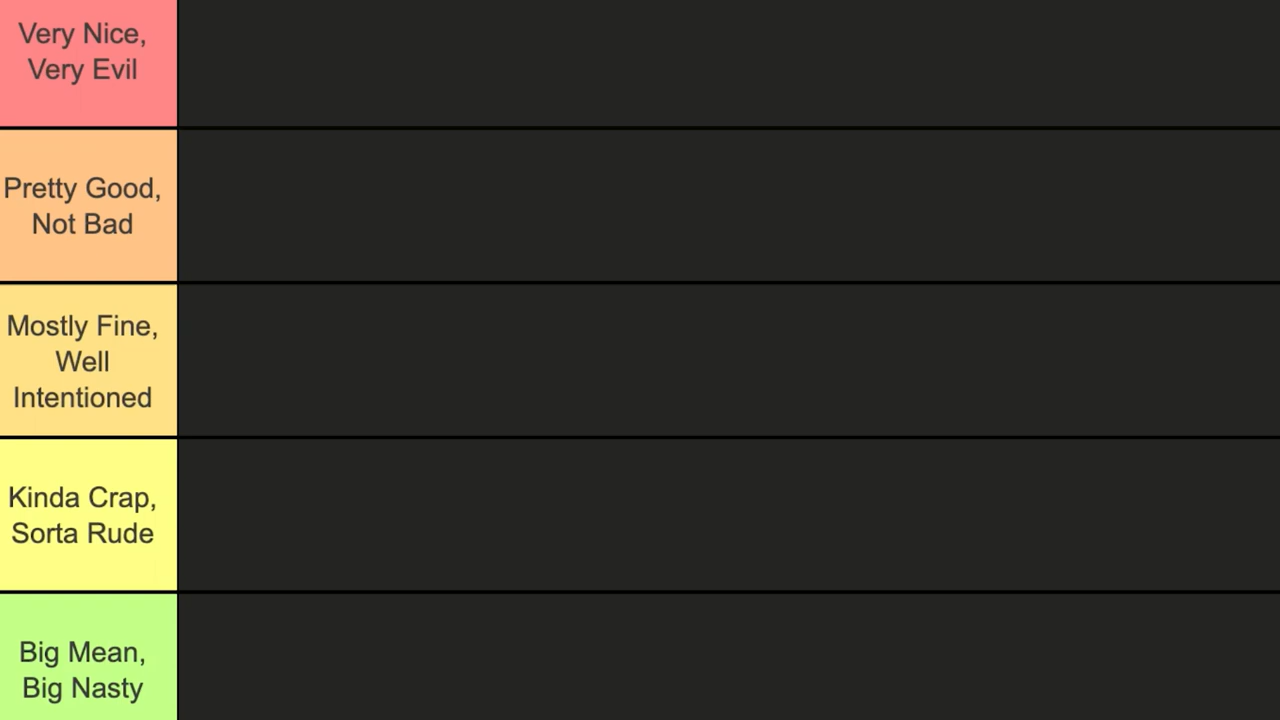 Very Nice,
Very Evil
Pretty Good,
Not Bad
Mostly Fine,
Well
Intentioned
Kinda Crap,
Sorta Rude
Big Mean,
Big Nasty